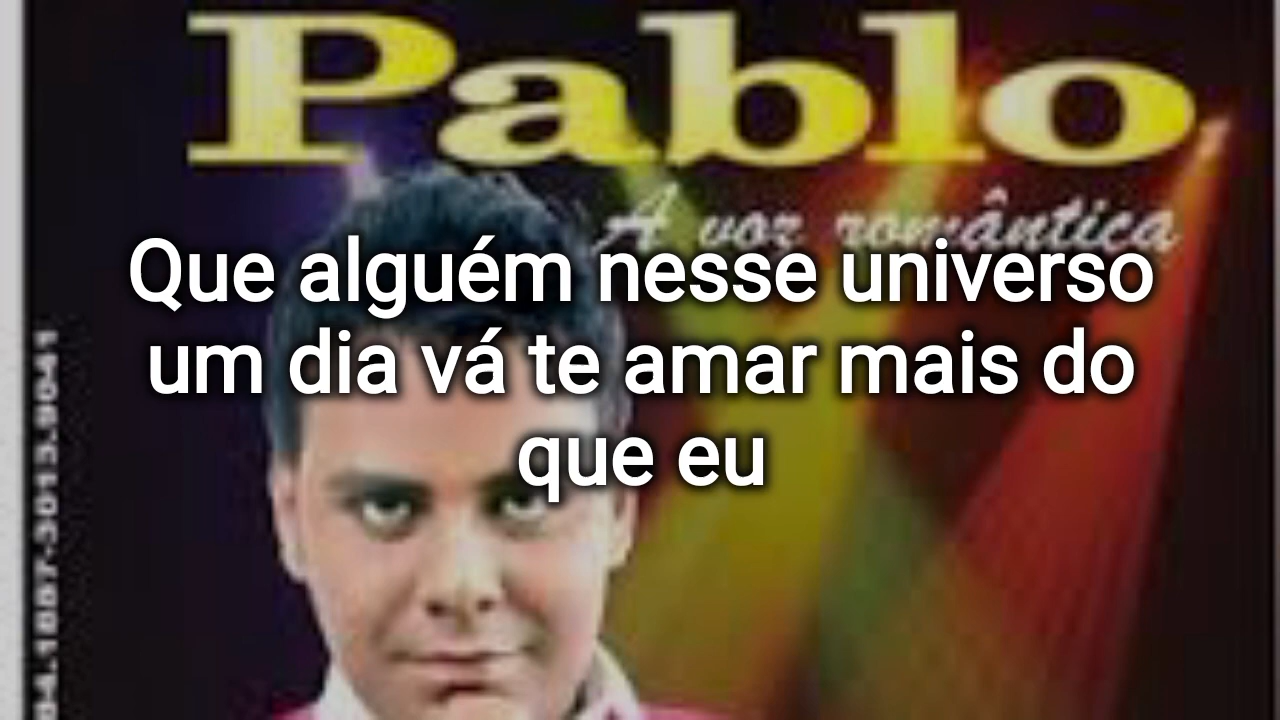 Pablo
A voz romântica
Que alguém nesse universo
um dia vá te amar mais do
que eu